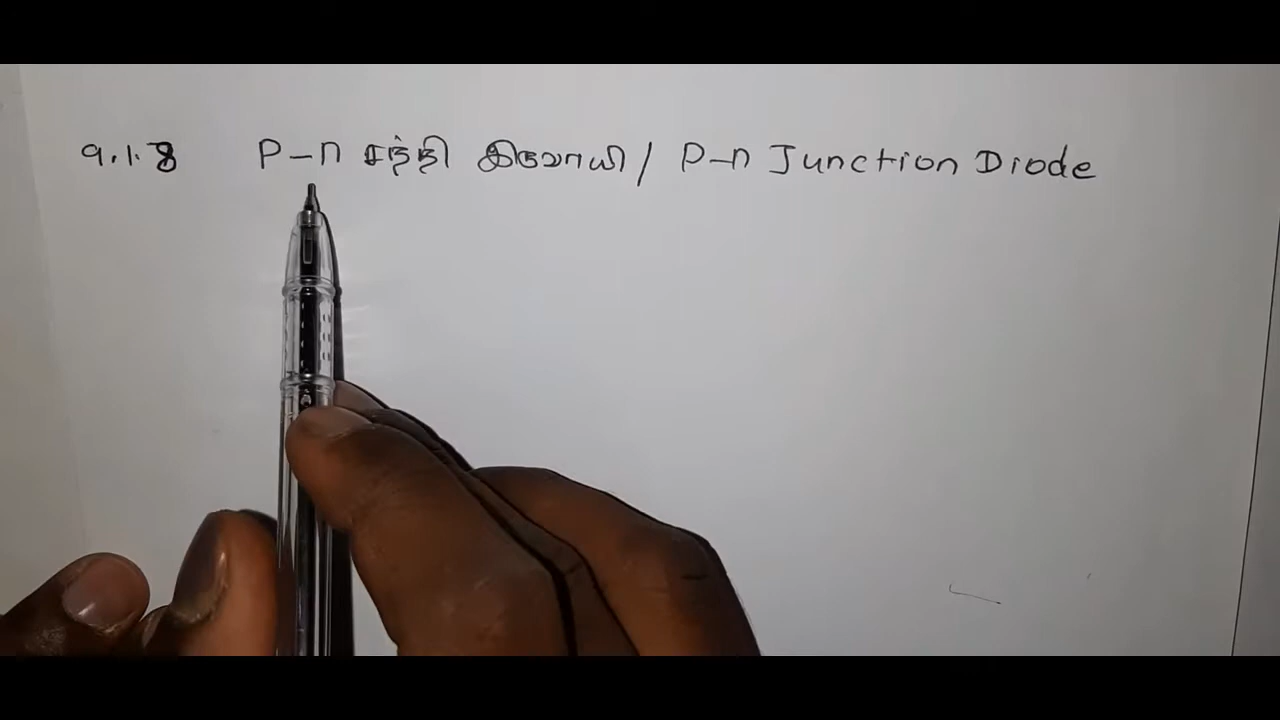 9.1.8 P-n சந்தி இருவாயி / P-n Junction Diode